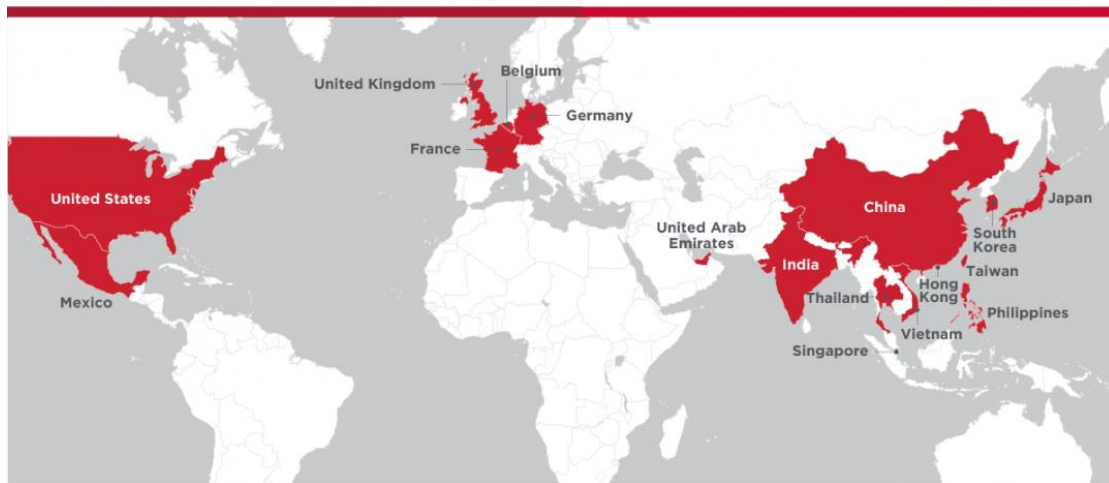 Belgium
United Kingdom
Germany
France
United States
Mexico
United Arab
Emirates
China
Japan
South
Korea
India
Taiwan
Hong
Kong
Thailand
Philippines
Vietnam
Singapore